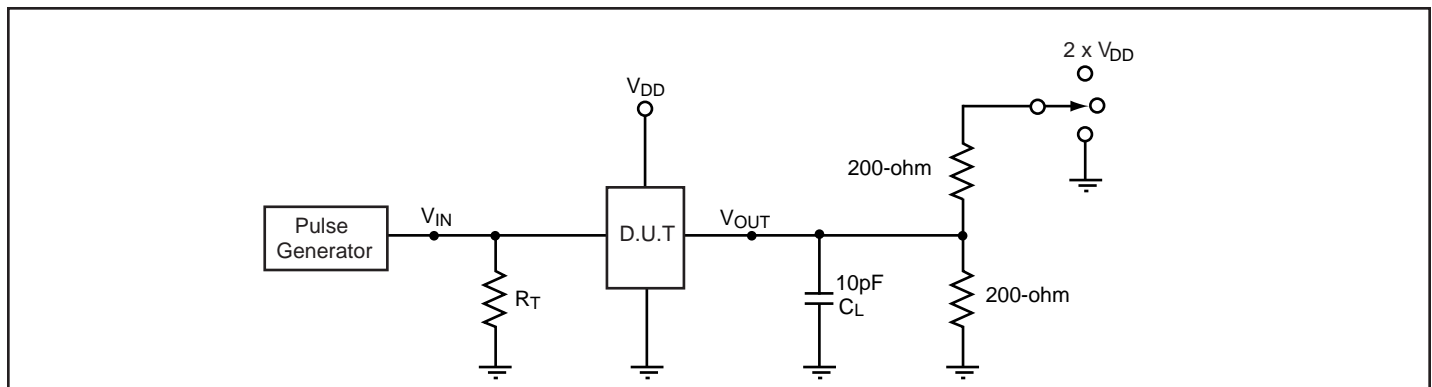 2 x VDD
VDD
200-ohm
Pulse
Generator
VIN
D.U.T
VOUT
RT
10pF
CL
200-ohm